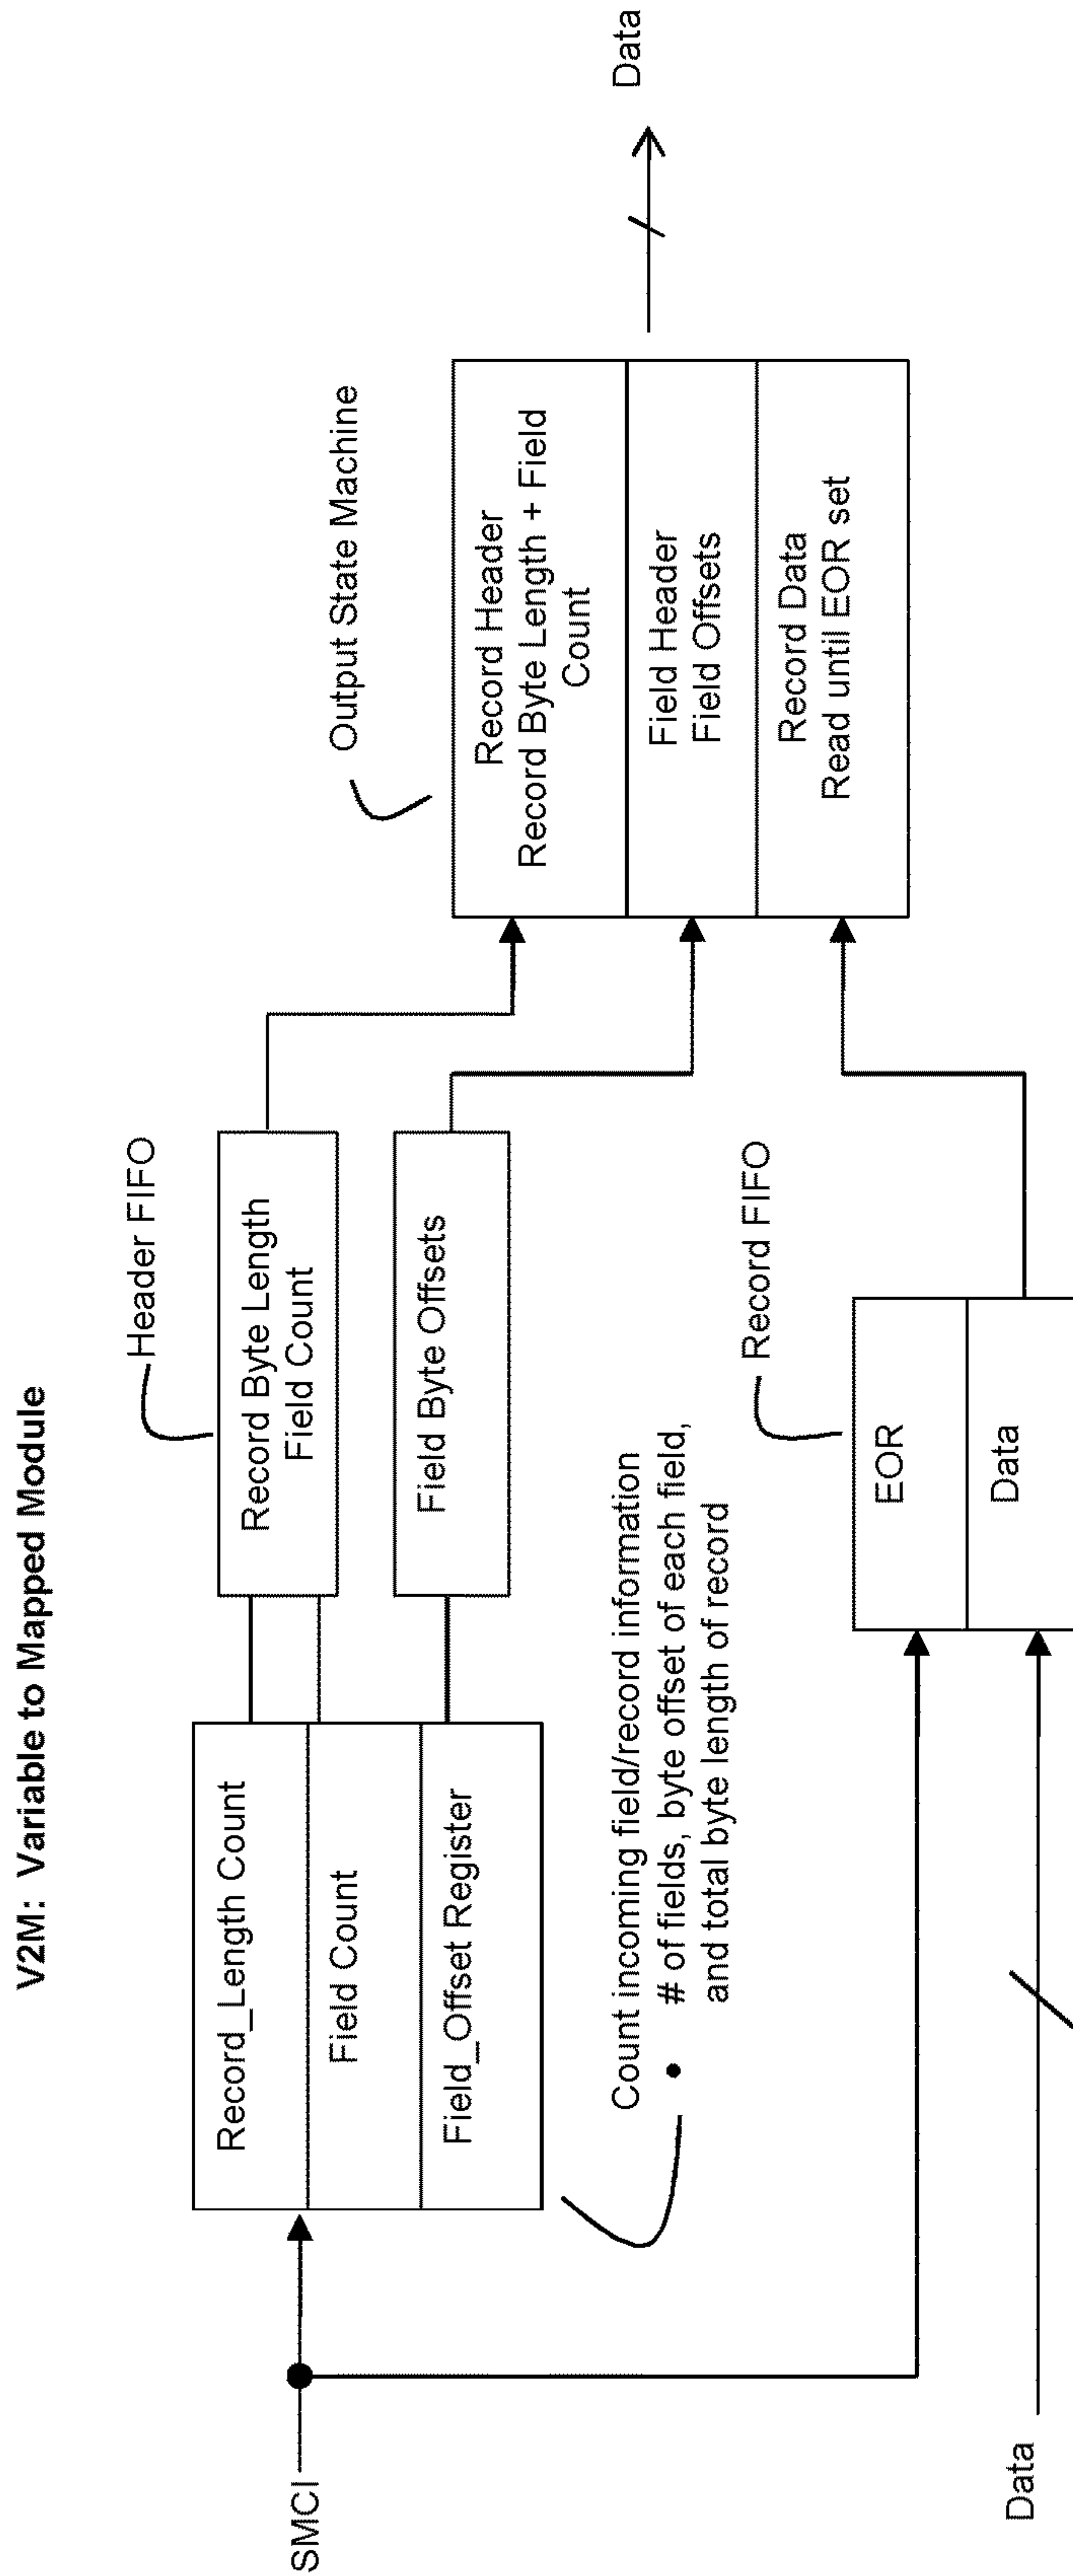 V2M: Variable to Mapped Module
SMCI
Record_Length Count
Field Count
Field_Offset Register
Count incoming field/record information
• # of fields, byte offset of each field,
and total byte length of record
Header FIFO
Record Byte Length
Field Count
Field Byte Offsets
Record FIFO
EOR
Data
Data
Output State Machine
Record Header
Record Byte Length + Field
Count
Field Header
Field Offsets
Record Data
Read until EOR set
Data